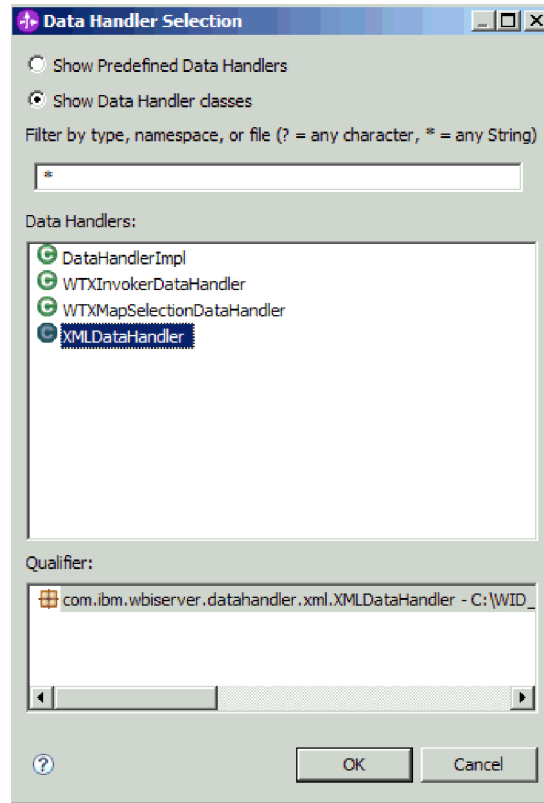 Data Handler Selection
Show Predefined Data Handlers
Show Data Handler classes
Filter by type, namespace, or file (? = any character, * = any String)
*
Data Handlers:
DataHandlerImpl
WTXInvokerDataHandler
WTXMapSelectionDataHandler
XMLDataHandler
Qualifier:
com.ibm.wbiserver.datahandler.xml.XMLDataHandler - C:\WID_
OK Cancel